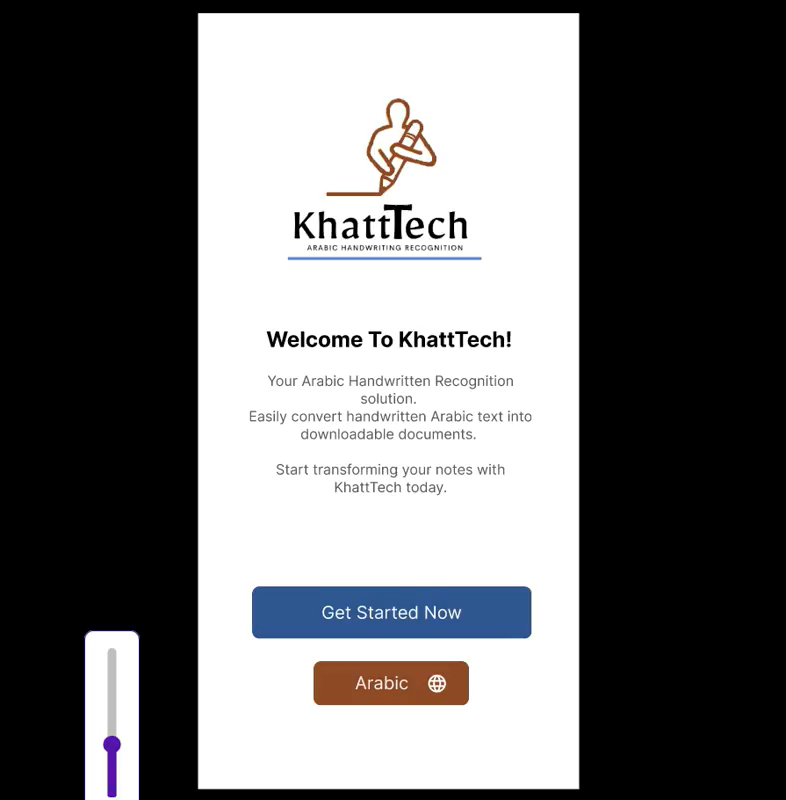 KhattTech
ARABIC HANDWRITING RECOGNITION
Welcome To KhattTech!
Your Arabic Handwritten Recognition
solution.
Easily convert handwritten Arabic text into
downloadable documents.
Start transforming your notes with
KhattTech today.
Get Started Now
Arabic